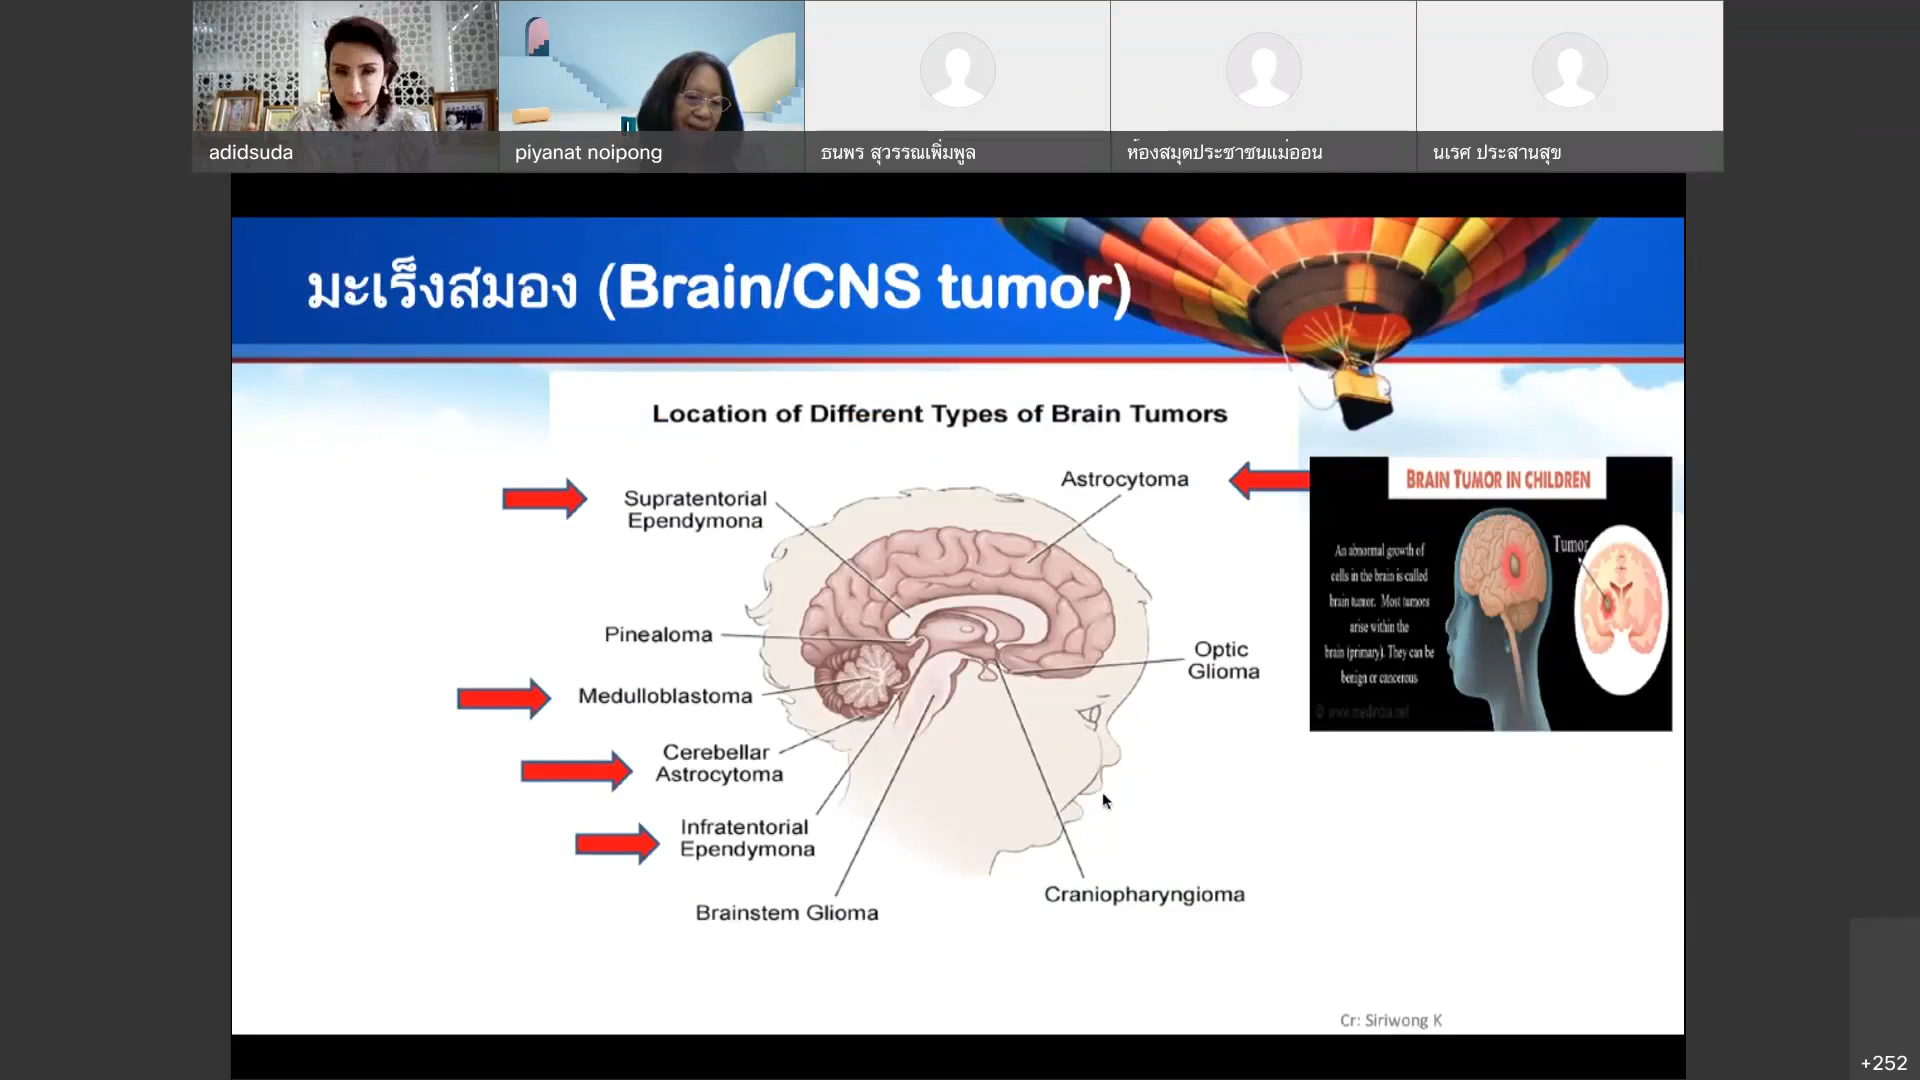 adidsuda
piyanat noipong
ธนพร สุวรรณเพิ่มพูล
ห้องสมุดประชาชนแม่ออน
นเรศ ประสานสุข
มะเร็งสมอง (Brain/CNS tumor)
Location of Different Types of Brain Tumors
Astrocytoma
Supratentorial
Ependymona
Pinealoma
Optic
Glioma
Medulloblastoma
Cerebellar
Astrocytoma
Infratentorial
Ependymona
Craniopharyngioma
Brainstem Glioma
BRAIN TUMOR IN CHILDREN
An abnormal growth of
cells in the brain is called
brain tumor. Most tumors
arise within the
brain (primary). They can be
benign or cancerous
Tumor
© www.medindia.net
Cr: Siriwong K
+252